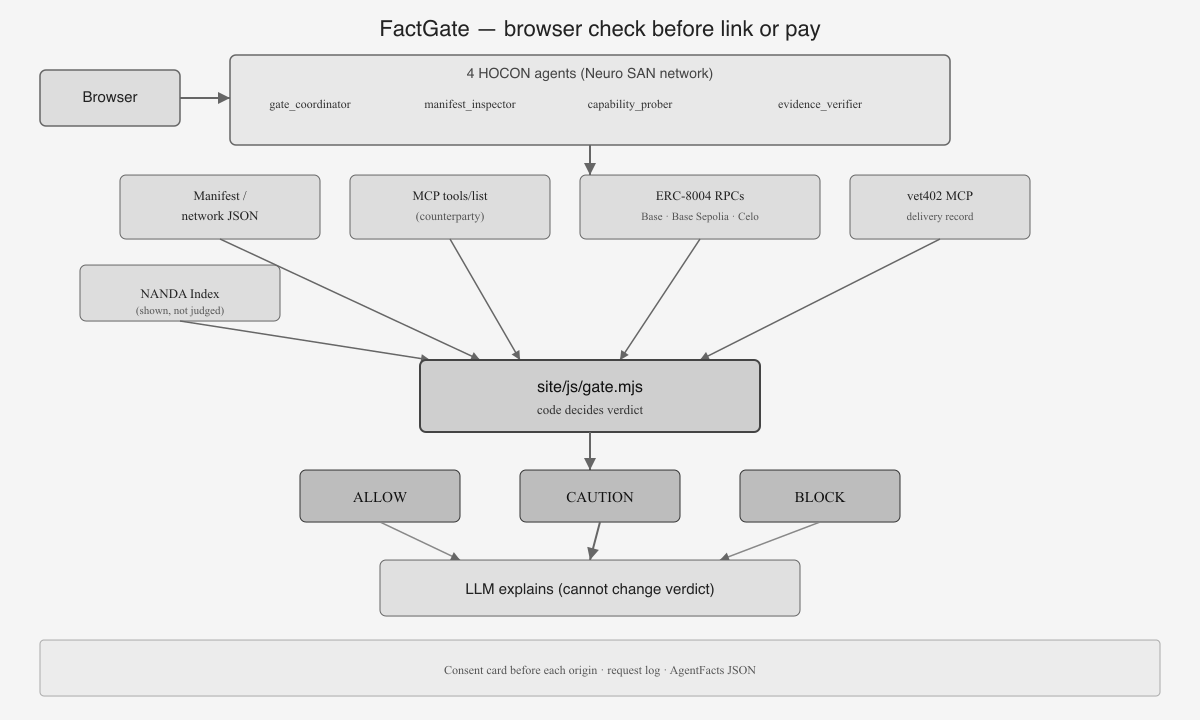 FactGate — browser check before link or pay
Browser
4 HOCON agents (Neuro SAN network)
gate_coordinator
manifest_inspector
capability_prober
evidence_verifier
Manifest /
network JSON
MCP tools/list
(counterparty)
ERC-8004 RPCs
Base · Base Sepolia · Celo
vet402 MCP
delivery record
NANDA Index
(shown, not judged)
site/js/gate.mjs
code decides verdict
ALLOW
CAUTION
BLOCK
LLM explains (cannot change verdict)
Consent card before each origin · request log · AgentFacts JSON